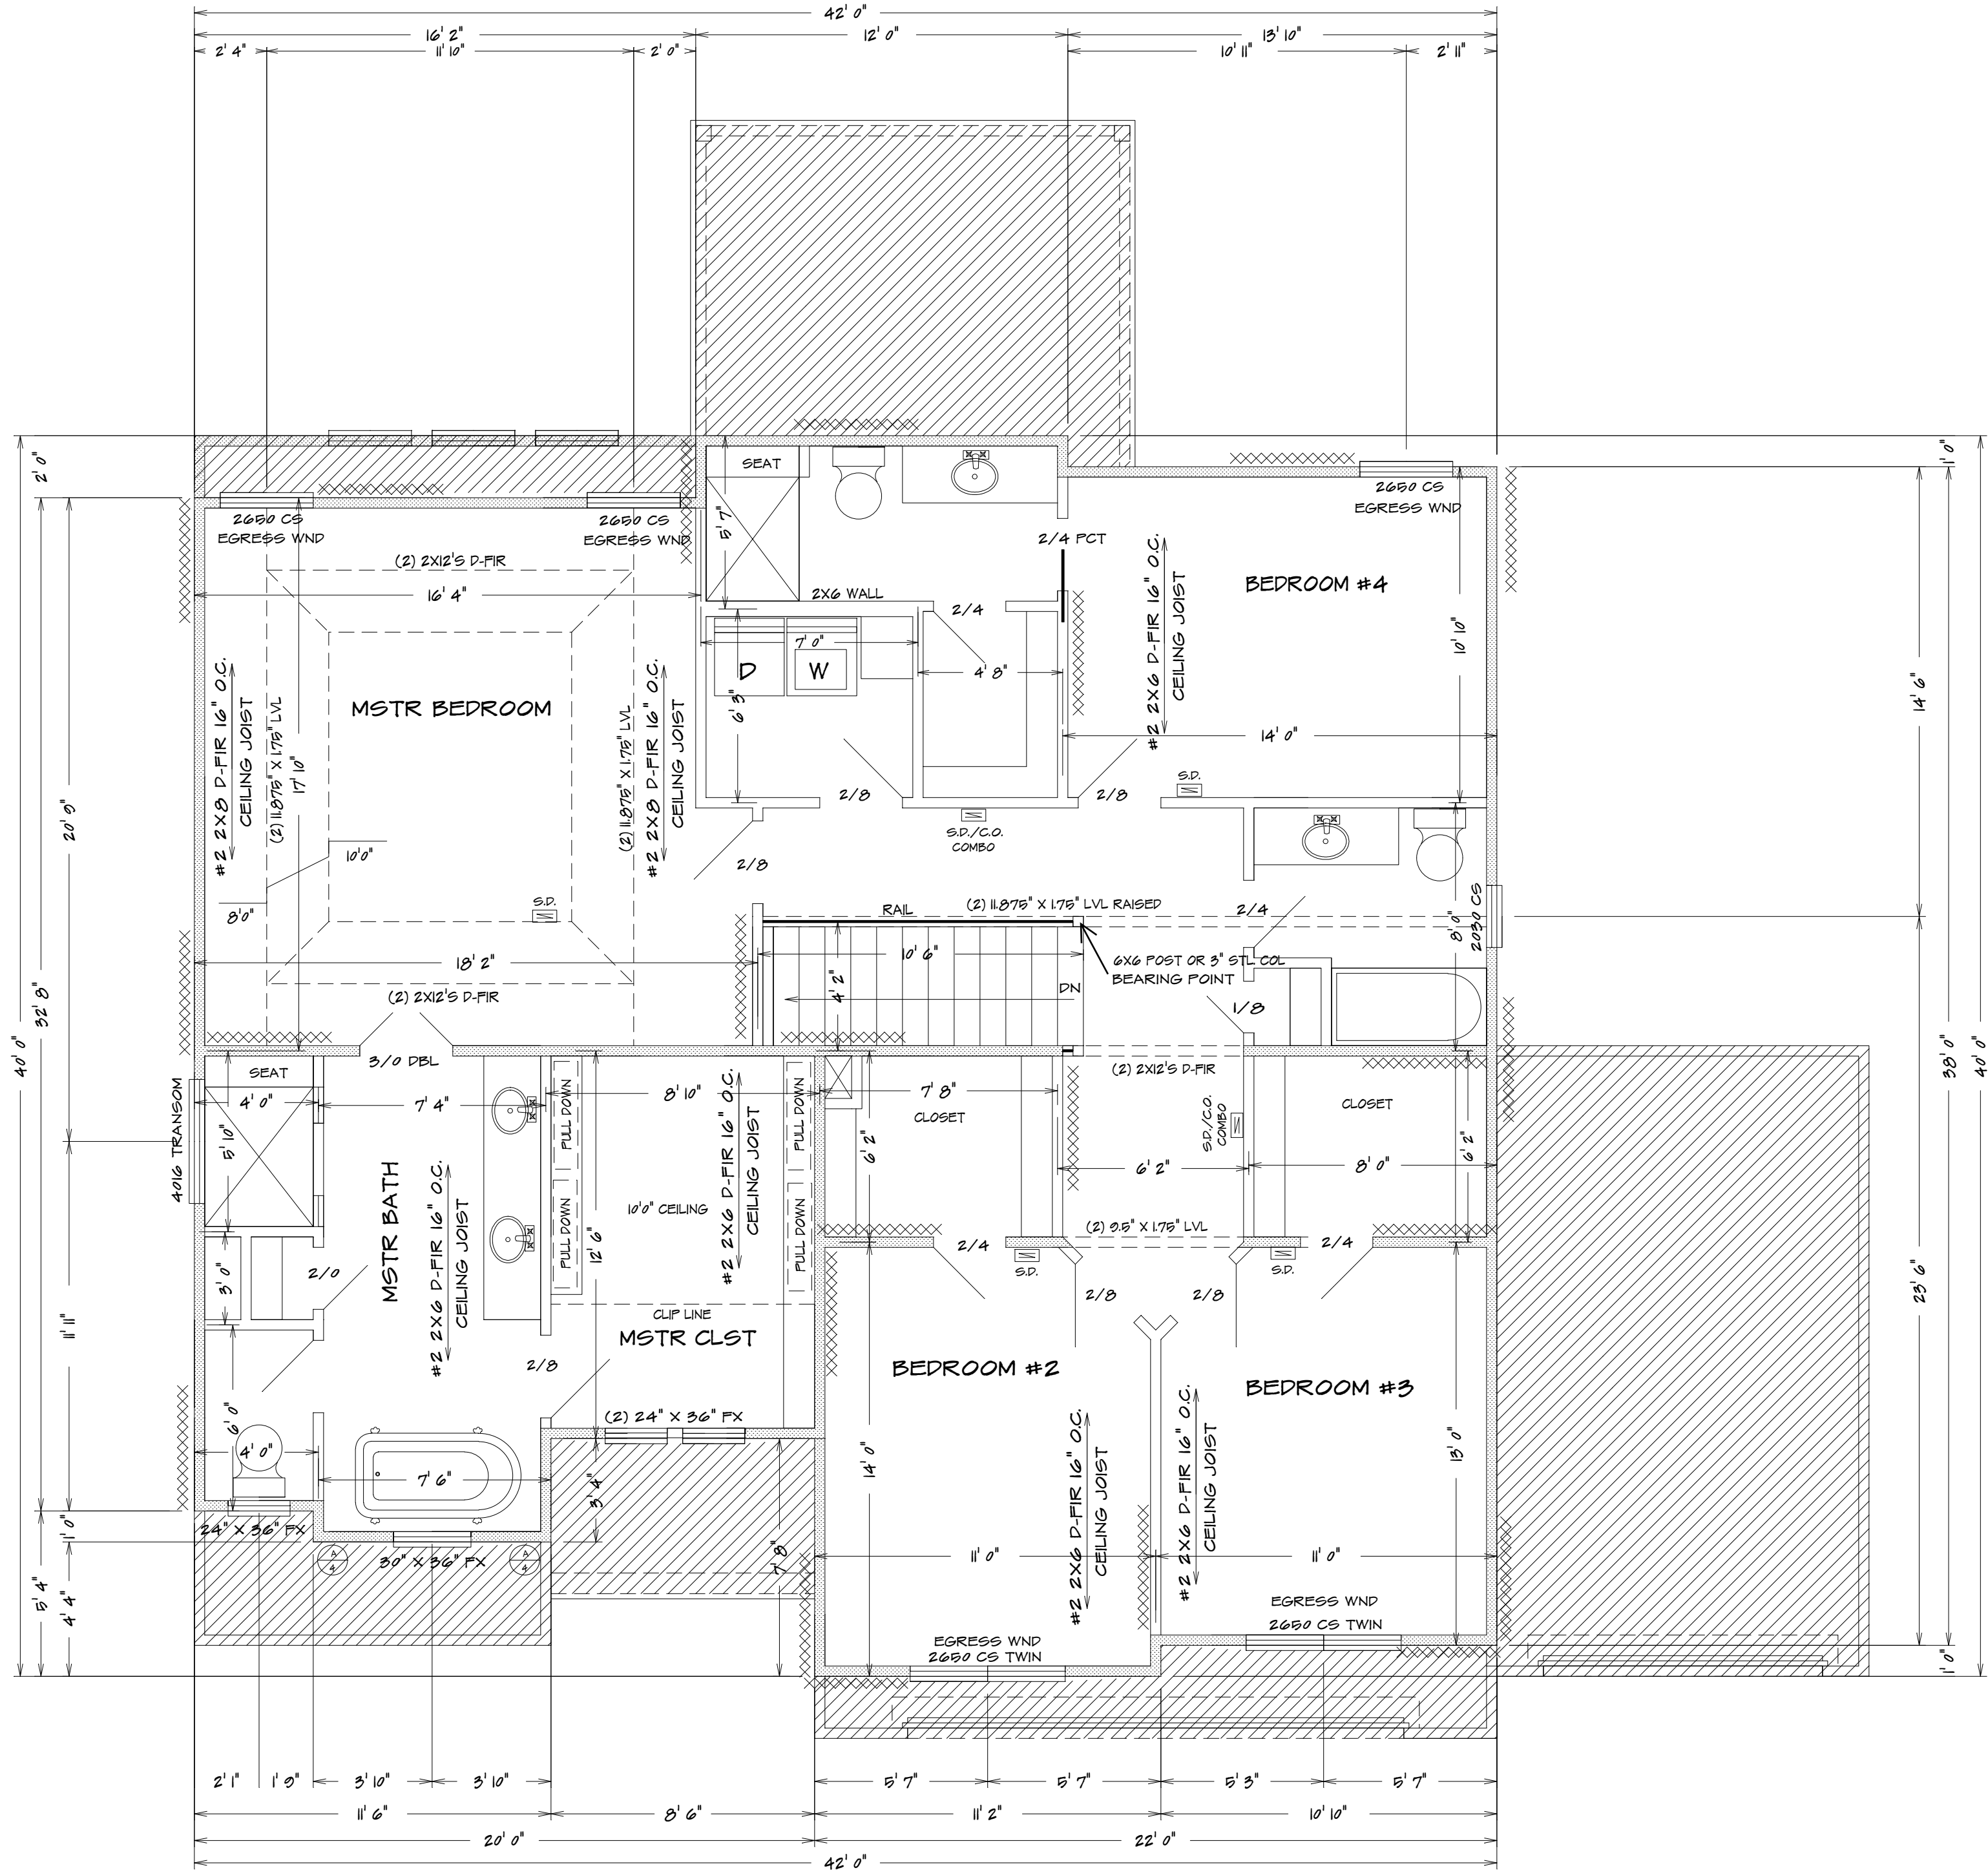 42' 0"
16' 2" 12' 0" 13' 10"
2' 4" 11' 10" 2' 0" 10' 11" 2' 11"
2' 0"
1' 0"
SEAT
2650 CS
EGRESS WND
2650 CS
EGRESS WND
2650 CS
EGRESS WND
5' 7"
2/4 PCT
(2) 2X12'S D-FIR
16' 4"
2X6 WALL
2/4
BEDROOM #4
#2 2X6 D-FIR 16" O.C.
CEILING JOIST
10' 10"
7' 0"
D W
4' 8"
6' 3"
14' 6"
#2 2X8 D-FIR 16" O.C.
CEILING JOIST
(2) 11.875" X 1.75" LVL
17' 10"
MSTR BEDROOM
(2) 11.875" X 1.75" LVL
#2 2X8 D-FIR 16" O.C.
CEILING JOIST
14' 0"
S.D.
2/8
2/8
20' 9"
10'0"
8'0"
S.D.
2/8
S.D./C.O.
COMBO
RAIL
(2) 11.875" X 1.75" LVL RAISED
2/4
8' 0"
2030 CS
18' 2"
10' 6"
4' 2"
DN
6X6 POST OR 3" STL COL
BEARING POINT
1/8
32' 8"
40' 0"
38' 0"
40' 0"
(2) 2X12'S D-FIR
3/0 DBL
(2) 2X12'S D-FIR
4016 TRANSOM
SEAT
4' 0"
5' 10"
7' 4"
PULL DOWN
PULL DOWN
8' 10"
PULL DOWN
PULL DOWN
7' 8"
CLOSET
6' 2"
S.D./C.O.
COMBO
6' 2"
CLOSET
8' 0"
6' 2"
MSTR BATH
#2 2X6 D-FIR 16" O.C.
CEILING JOIST
12' 6"
10'0" CEILING
#2 2X6 D-FIR 16" O.C.
CEILING JOIST
(2) 9.5" X 1.75" LVL
2/4
S.D.
2/4
S.D.
3' 0"
2/0
2/8
2/8
CLIP LINE
MSTR CLST
2/8
23' 6"
11' 11"
BEDROOM #2
BEDROOM #3
6' 0"
4' 0"
7' 6"
(2) 24" X 36" FX
3' 4"
14' 0"
#2 2X6 D-FIR 16" O.C.
CEILING JOIST
#2 2X6 D-FIR 16" O.C.
CEILING JOIST
13' 0"
24" X 36" FX
30" X 36" FX
A
4
A
4
7' 8"
11' 0"
11' 0"
1' 0"
5' 4"
4' 4"
EGRESS WND
2650 CS TWIN
EGRESS WND
2650 CS TWIN
1' 0"
2' 1" 1' 9" 3' 10" 3' 10" 5' 7" 5' 7" 5' 3" 5' 7"
11' 6" 8' 6" 11' 2" 10' 10"
20' 0" 22' 0"
42' 0"